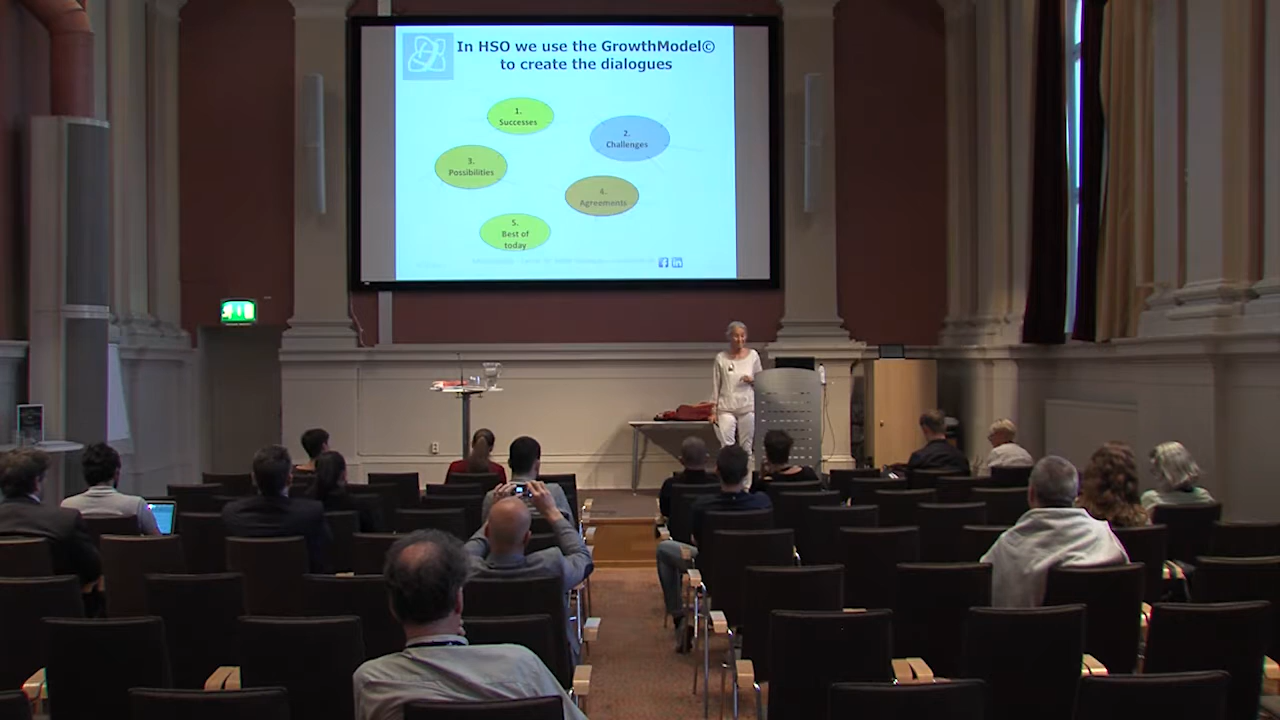 In HSO we use the GrowthModel©
to create the dialogues
1.
Successes
2.
Challenges
3.
Possibilities
4.
Agreements
5.
Best of
today